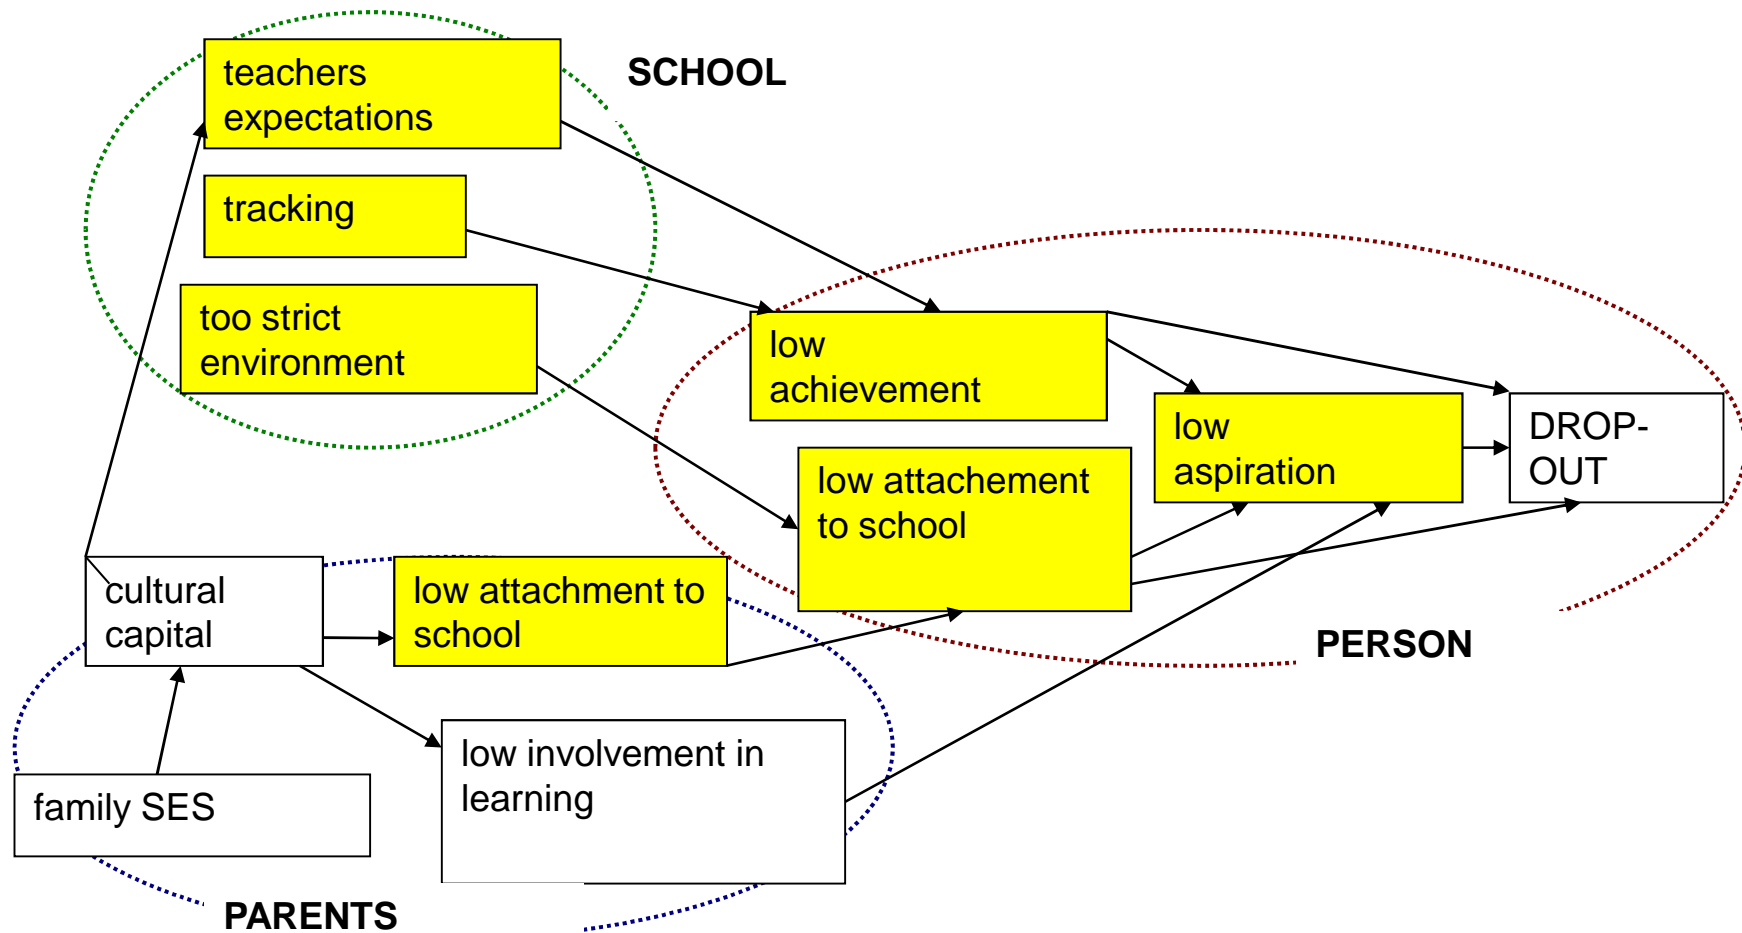 teachers
expectations
SCHOOL
tracking
too strict
environment
low
achievement
low
aspiration
DROP-
OUT
low attachement
to school
cultural
capital
low attachment to
school
PERSON
low involvement in
learning
family SES
PARENTS